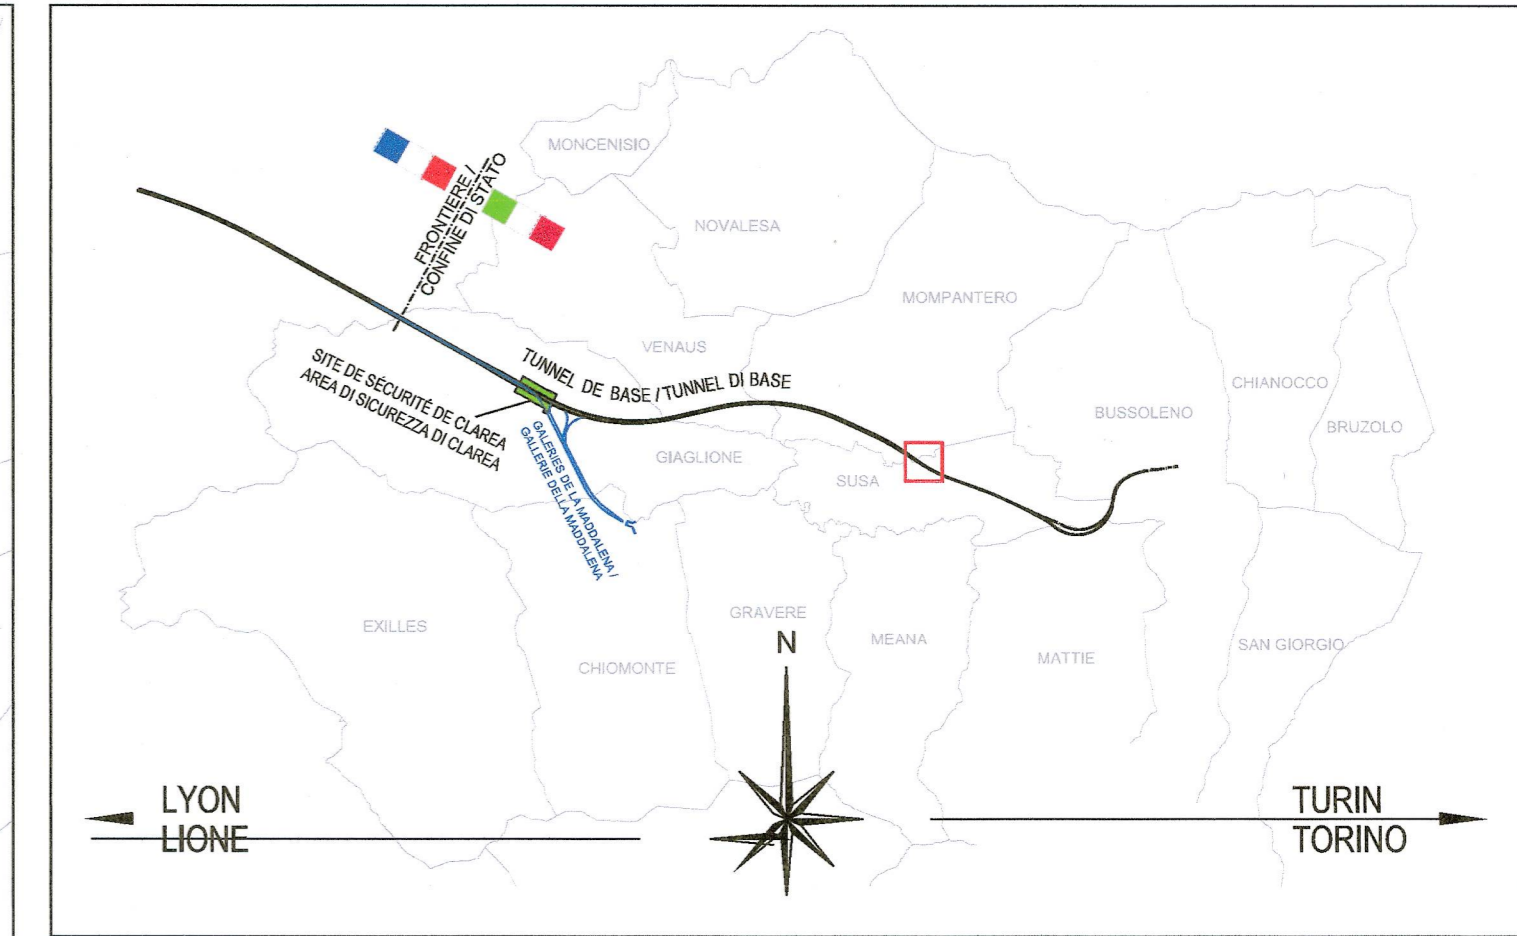 MONCENISIO
FRONTIERE /
CONFINE DI STATO
NOVALESA
MOMPANTERO
VENAUS
SITE DE SÉCURITÉ DE CLAREA
AREA DI SICUREZZA DI CLAREA
TUNNEL DE BASE / TUNNEL DI BASE
CHIANOCCO
BUSSOLENO
BRUZOLO
GIAGLIONE
SUSA
GALERIES DE LA MADDALENA /
GALLERIE DELLA MADDALENA
EXILLES
CHIOMONTE
GRAVERE
N
MEANA
MATTIE
SAN GIORGIO
LYON
LIONE
TURIN
TORINO